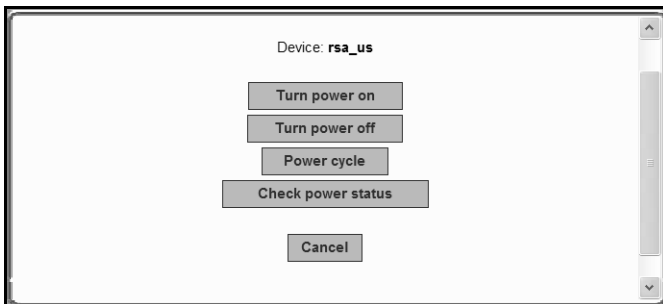 Device: rsa_us
Turn power on
Turn power off
Power cycle
Check power status
Cancel